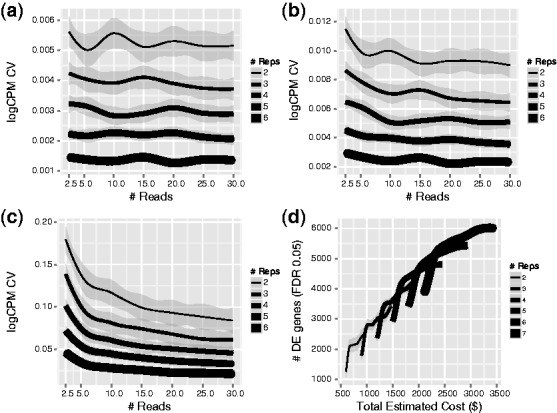 (a)
0.006
0.005
0.004
0.003
0.002
0.001
logCPM CV
2.5 5.0 10.0 15.0 20.0 25.0 30.0
# Reads
# Reps
2
3
4
5
6
(b)
0.012
0.010
0.008
0.006
0.004
0.002
logCPM CV
2.5 5.0 10.0 15.0 20.0 25.0 30.0
# Reads
# Reps
2
3
4
5
6
(c)
0.20
0.15
0.10
0.05
logCPM CV
2.5 5.0 10.0 15.0 20.0 25.0 30.0
# Reads
# Reps
2
3
4
5
6
(d)
6000
5000
4000
3000
2000
1000
# DE genes (FDR 0.05)
500 1000 1500 2000 2500 3000 3500
Total Estimated Cost ($)
# Reps
2
3
4
5
6
7